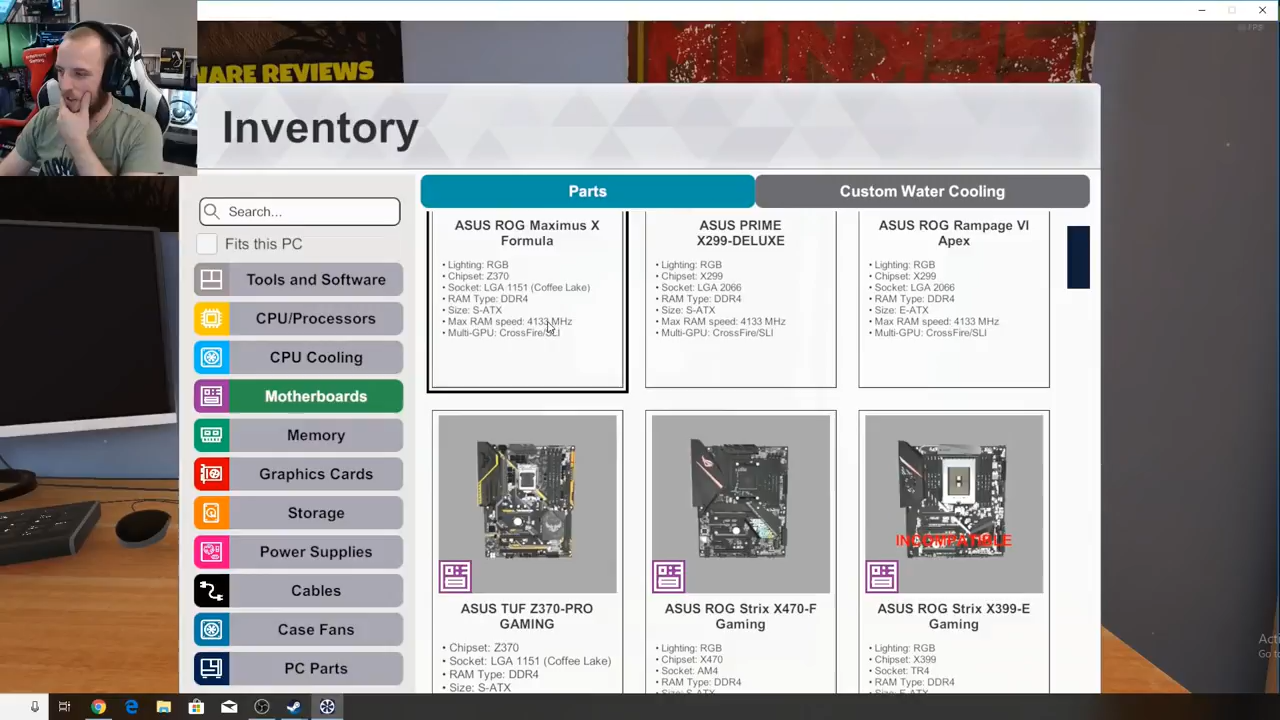 WARE REVIEWS
Inventory
Parts
Custom Water Cooling
Search...
Fits this PC
Tools and Software
CPU/Processors
CPU Cooling
Motherboards
Memory
Graphics Cards
Storage
Power Supplies
Cables
Case Fans
PC Parts
ASUS ROG Maximus X
Formula
• Lighting: RGB
• Chipset: Z370
• Socket: LGA 1151 (Coffee Lake)
• RAM Type: DDR4
• Size: S-ATX
• Max RAM speed: 4133 MHz
• Multi-GPU: CrossFire/SLI
ASUS PRIME
X299-DELUXE
• Lighting: RGB
• Chipset: X299
• Socket: LGA 2066
• RAM Type: DDR4
• Size: S-ATX
• Max RAM speed: 4133 MHz
• Multi-GPU: CrossFire/SLI
ASUS ROG Rampage VI
Apex
• Lighting: RGB
• Chipset: X299
• Socket: LGA 2066
• RAM Type: DDR4
• Size: E-ATX
• Max RAM speed: 4133 MHz
• Multi-GPU: CrossFire/SLI
ASUS TUF Z370-PRO
GAMING
• Chipset: Z370
• Socket: LGA 1151 (Coffee Lake)
• RAM Type: DDR4
• Size: S-ATX
ASUS ROG Strix X470-F
Gaming
• Lighting: RGB
• Chipset: X470
• Socket: AM4
• RAM Type: DDR4
• Size: S-ATX
INCOMPATIBLE
ASUS ROG Strix X399-E
Gaming
• Lighting: RGB
• Chipset: X399
• Socket: TR4
• RAM Type: DDR4
• Size: E-ATX